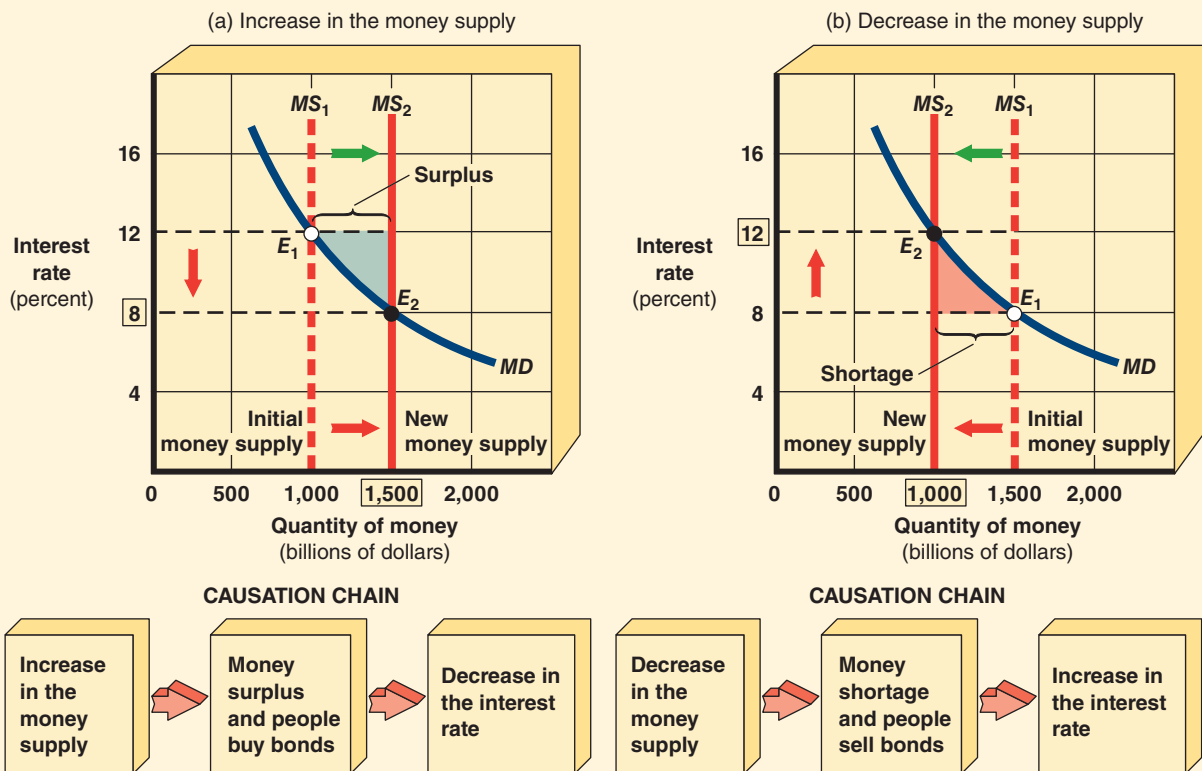 (a) Increase in the money supply
MS1 MS2
16
Surplus
12
E1
Interest
rate
(percent)
8
E2
MD
4
Initial
money supply
New
money supply
0 500 1,000 1,500 2,000
Quantity of money
(billions of dollars)
CAUSATION CHAIN
Increase
in the
money
supply
Money
surplus
and people
buy bonds
Decrease in
the interest
rate
(b) Decrease in the money supply
MS2 MS1
16
12
E2
Interest
rate
(percent)
8
E1
Shortage
MD
4
New
money supply
Initial
money supply
0 500 1,000 1,500 2,000
Quantity of money
(billions of dollars)
CAUSATION CHAIN
Decrease
in the
money
supply
Money
shortage
and people
sell bonds
Increase in
the interest
rate